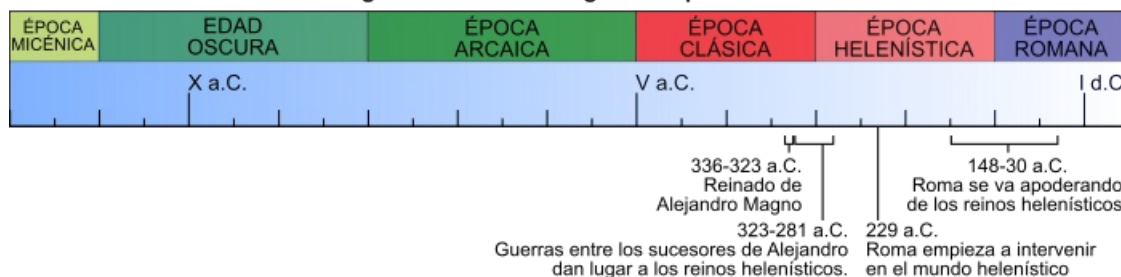 ÉPOCA
MICÉNICA
EDAD
OSCURA
ÉPOCA
ARCAICA
ÉPOCA
CLÁSICA
ÉPOCA
HELENÍSTICA
ÉPOCA
ROMANA
X a.C.
V a.C.
I d.C
336-323 a.C.
Reinado de
Alejandro Magno
148-30 a.C.
Roma se va apoderando
de los reinos helenísticos
323-281 a.C.
Guerras entre los sucesores de Alejandro
dan lugar a los reinos helenísticos.
229 a.C.
Roma empieza a intervenir
en el mundo helenístico